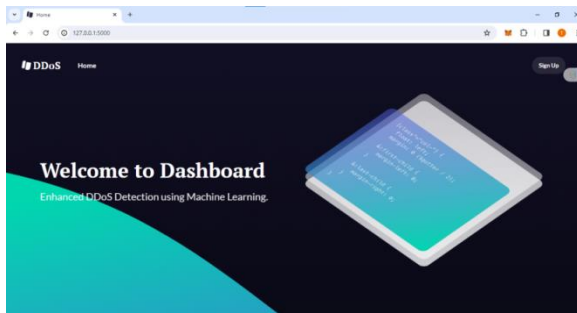 Home
127.0.0.1:5000
DDoS
Home
Sign Up
Welcome to Dashboard
Enhanced DDoS Detection using Machine Learning.